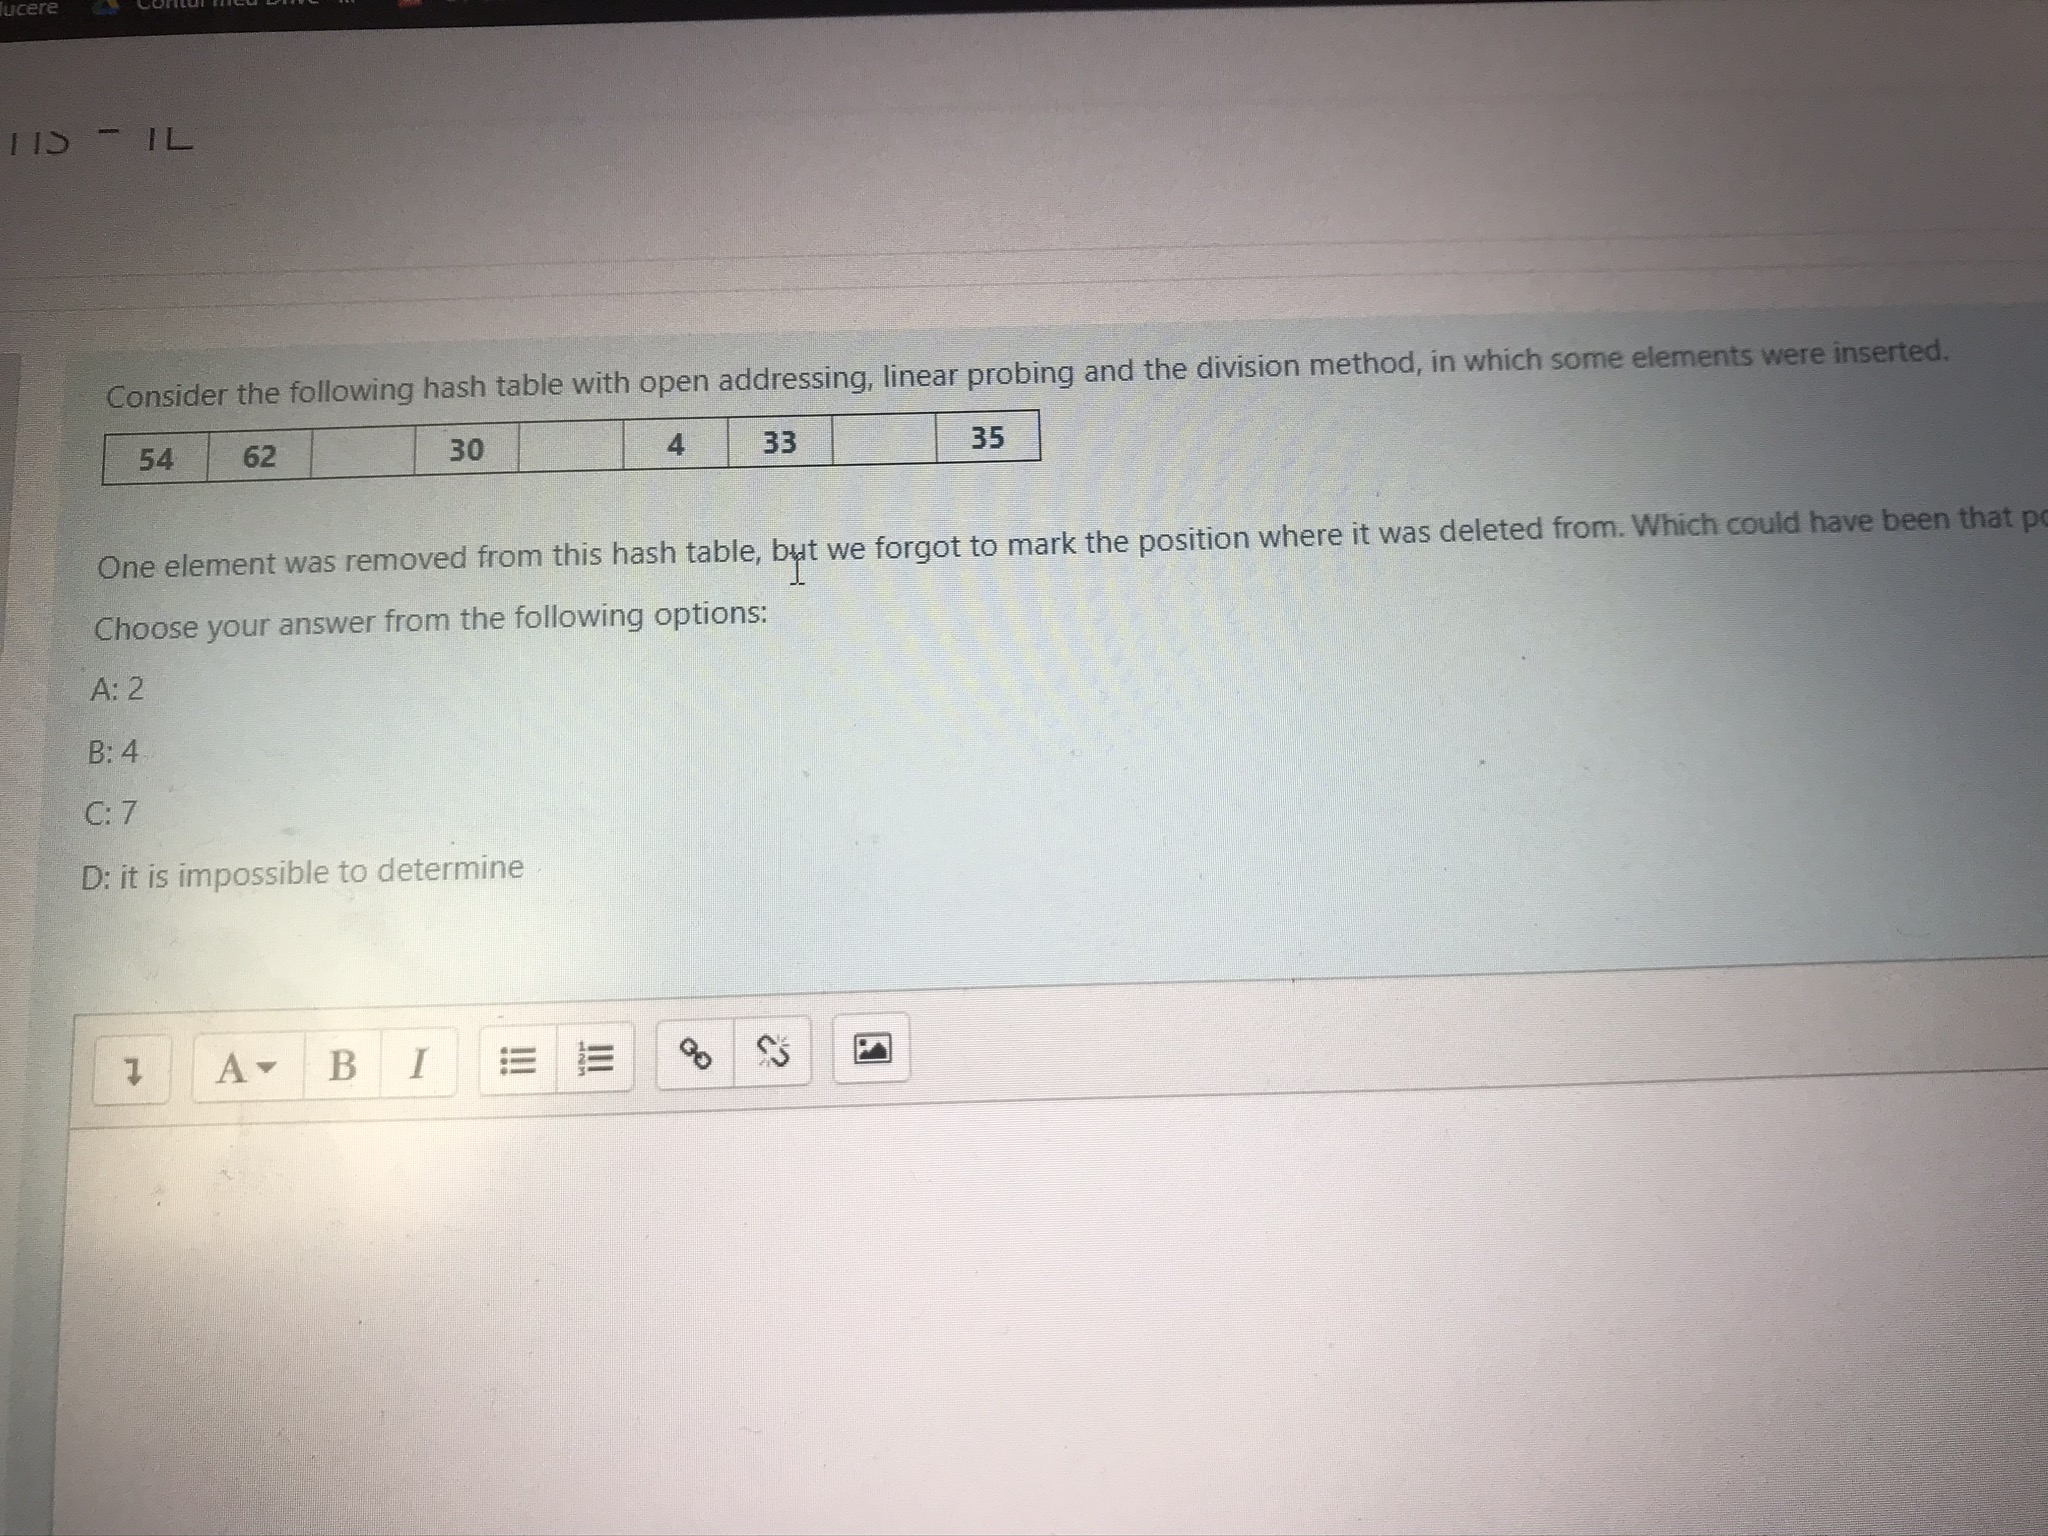 lucere
Consider the following hash table with open addressing, linear probing and the division method, in which some elements were inserted.
54 62 30 4 33 35
One element was removed from this hash table, but we forgot to mark the position where it was deleted from. Which could have been that
Choose your answer from the following options:
A: 2
B: 4
C: 7
D: it is impossible to determine
A B I